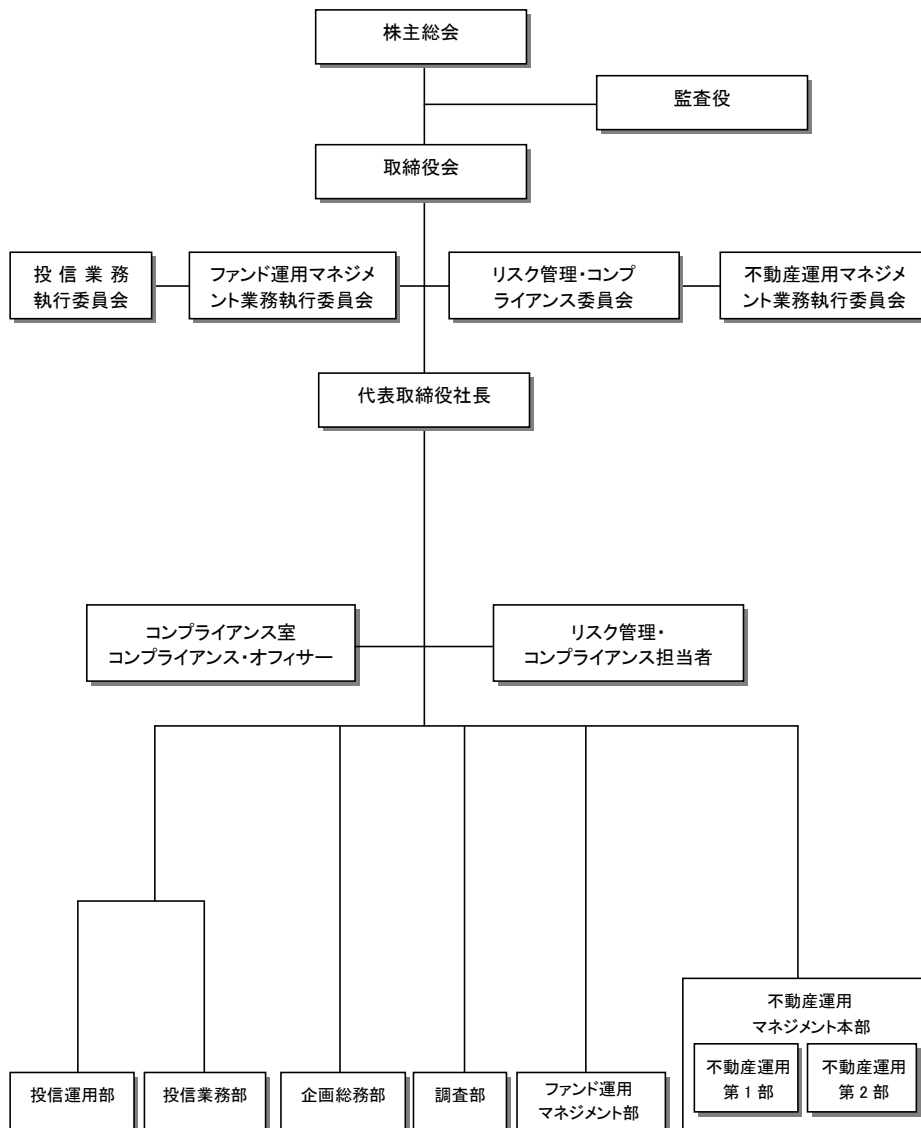 株主総会
監査役
取締役会
投信業務
執行委員会
ファンド運用マネジメ
ント業務執行委員会
リスク管理・コンプ
ライアンス委員会
不動産運用マネジメ
ント業務執行委員会
代表取締役社長
コンプライアンス室
コンプライアンス・オフィサー
リスク管理・
コンプライアンス担当者
不動産運用
マネジメント本部
投信運用部
投信業務部
企画総務部
調査部
ファンド運用
マネジメント部
不動産運用
第1部
不動産運用
第2部